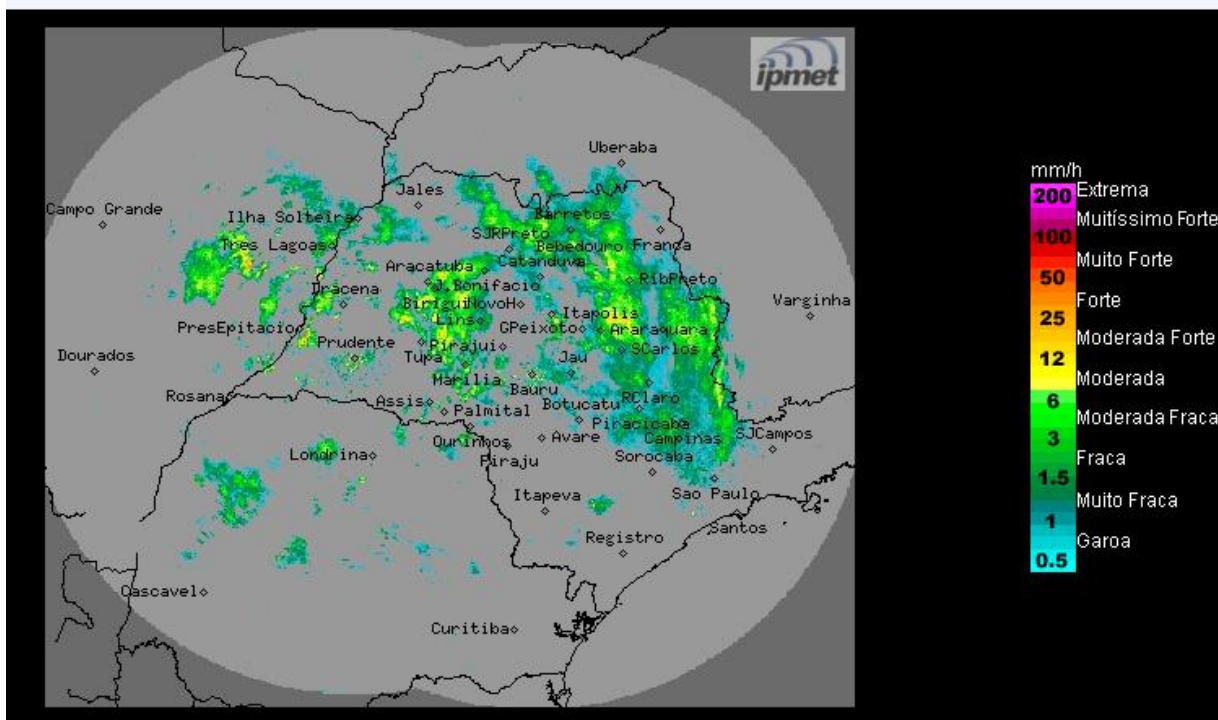 ipmet
Uberaba
Jales
Campo Grande
Ilha Solteira
Barretos
SJRPreto
Franca
Tres Lagoas
Bebedouro
Catanduva
Aracatuba
RibPreto
J.Bonifacio
Dracena
Birigui
NovoH
Varginha
Itapolis
Lins
PresEpitacio
GPeixoto
Araraquara
Prudente
Pirajui
SCarlos
Dourados
Tupa
Jau
Marilia
Bauru
Rosana
Assis
RClaro
Botucatu
Palmital
Piracicaba
SJCampos
Ourinhos
Avare
Campinas
Londrina
Piraju
Sorocaba
Itapeva
Sao Paulo
Santos
Registro
Cascavel
Curitiba
mm/h
200 Extrema
Muitíssimo Forte
100
Muito Forte
50
Forte
25
Moderada Forte
12
Moderada
6
Moderada Fraca
3
Fraca
1.5
Muito Fraca
1
Garoa
0.5